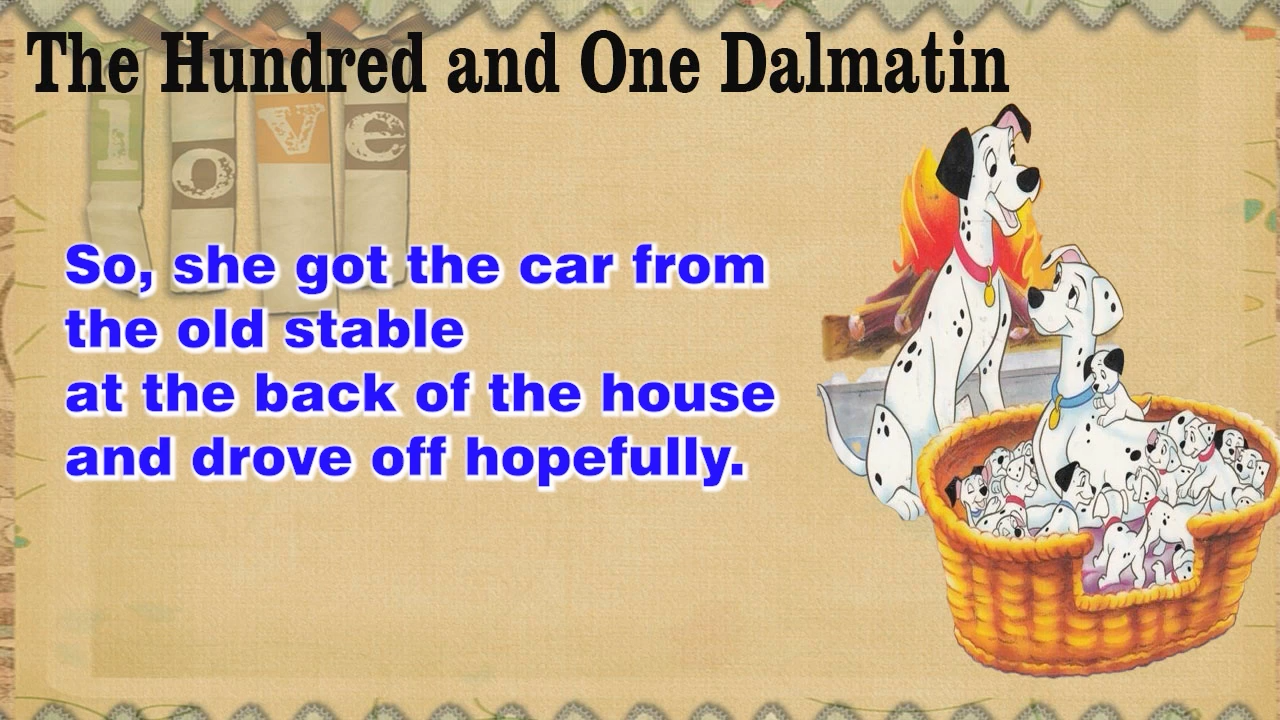 The Hundred and One Dalmatin
love
So, she got the car from
the old stable
at the back of the house
and drove off hopefully.